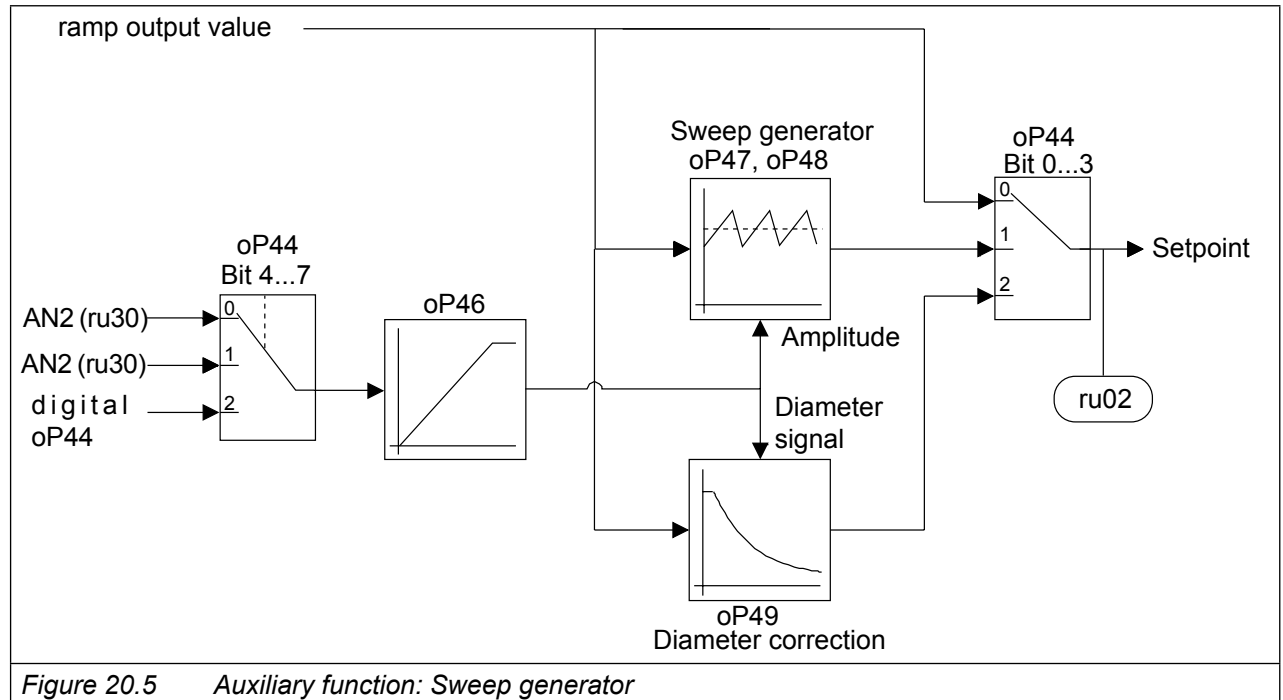 ramp output value
Sweep generator
oP47, oP48
oP44
Bit 0...3
0
1
2
Setpoint
oP44
Bit 4...7
oP46
AN2 (ru30)
0
AN2 (ru30)
1
digital
oP44
2
Amplitude
Diameter
signal
ru02
oP49
Diameter correction
Figure 20.5 Auxiliary function: Sweep generator